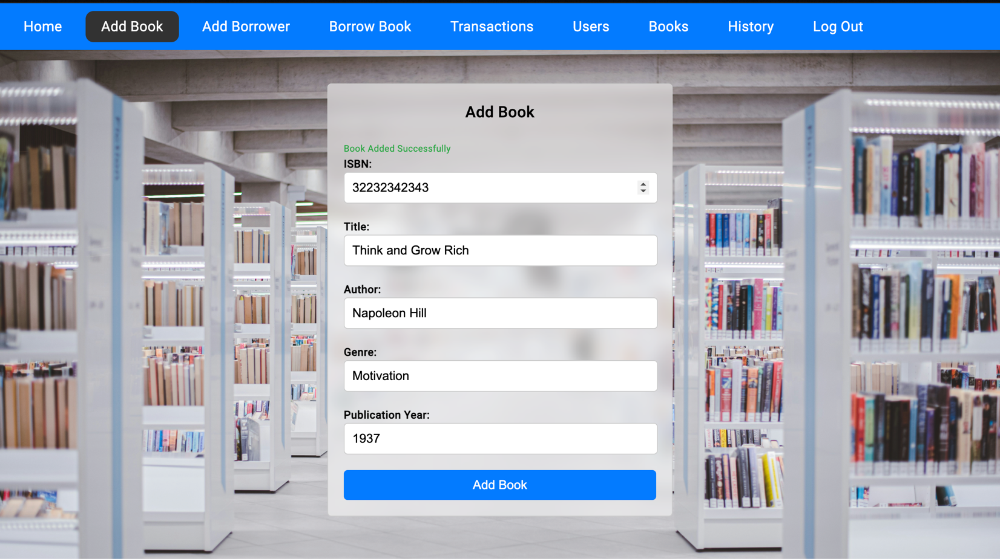 Home Add Book Add Borrower Borrow Book Transactions Users Books History Log Out
Add Book
Book Added Successfully
ISBN:
32232342343
Title:
Think and Grow Rich
Author:
Napoleon Hill
Genre:
Motivation
Publication Year:
1937
Add Book